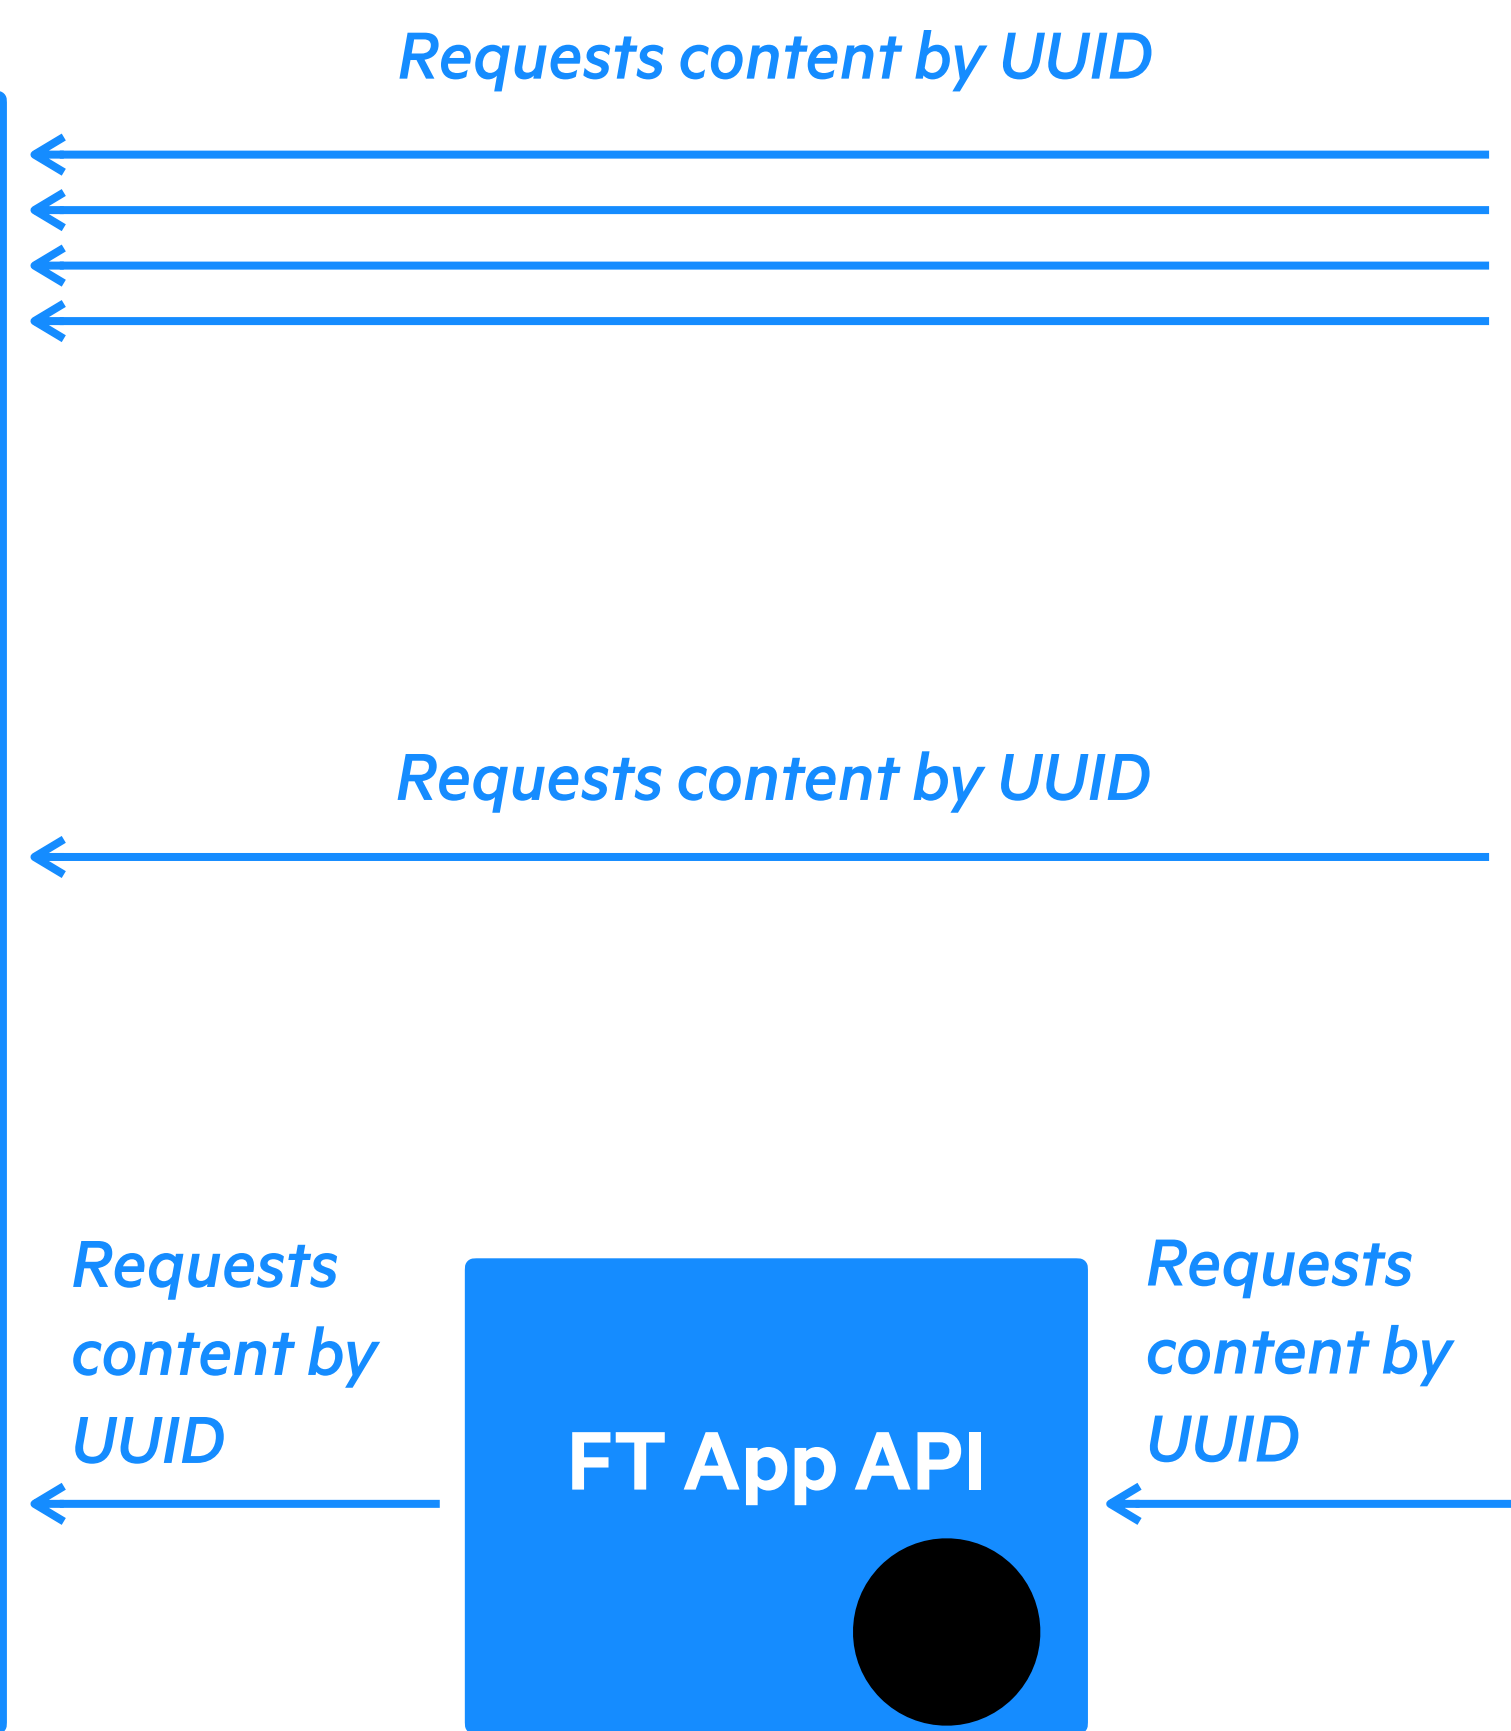 Requests content by UUID
Requests content by UUID
Requests
content by
UUID
FT App API
Requests
content by
UUID